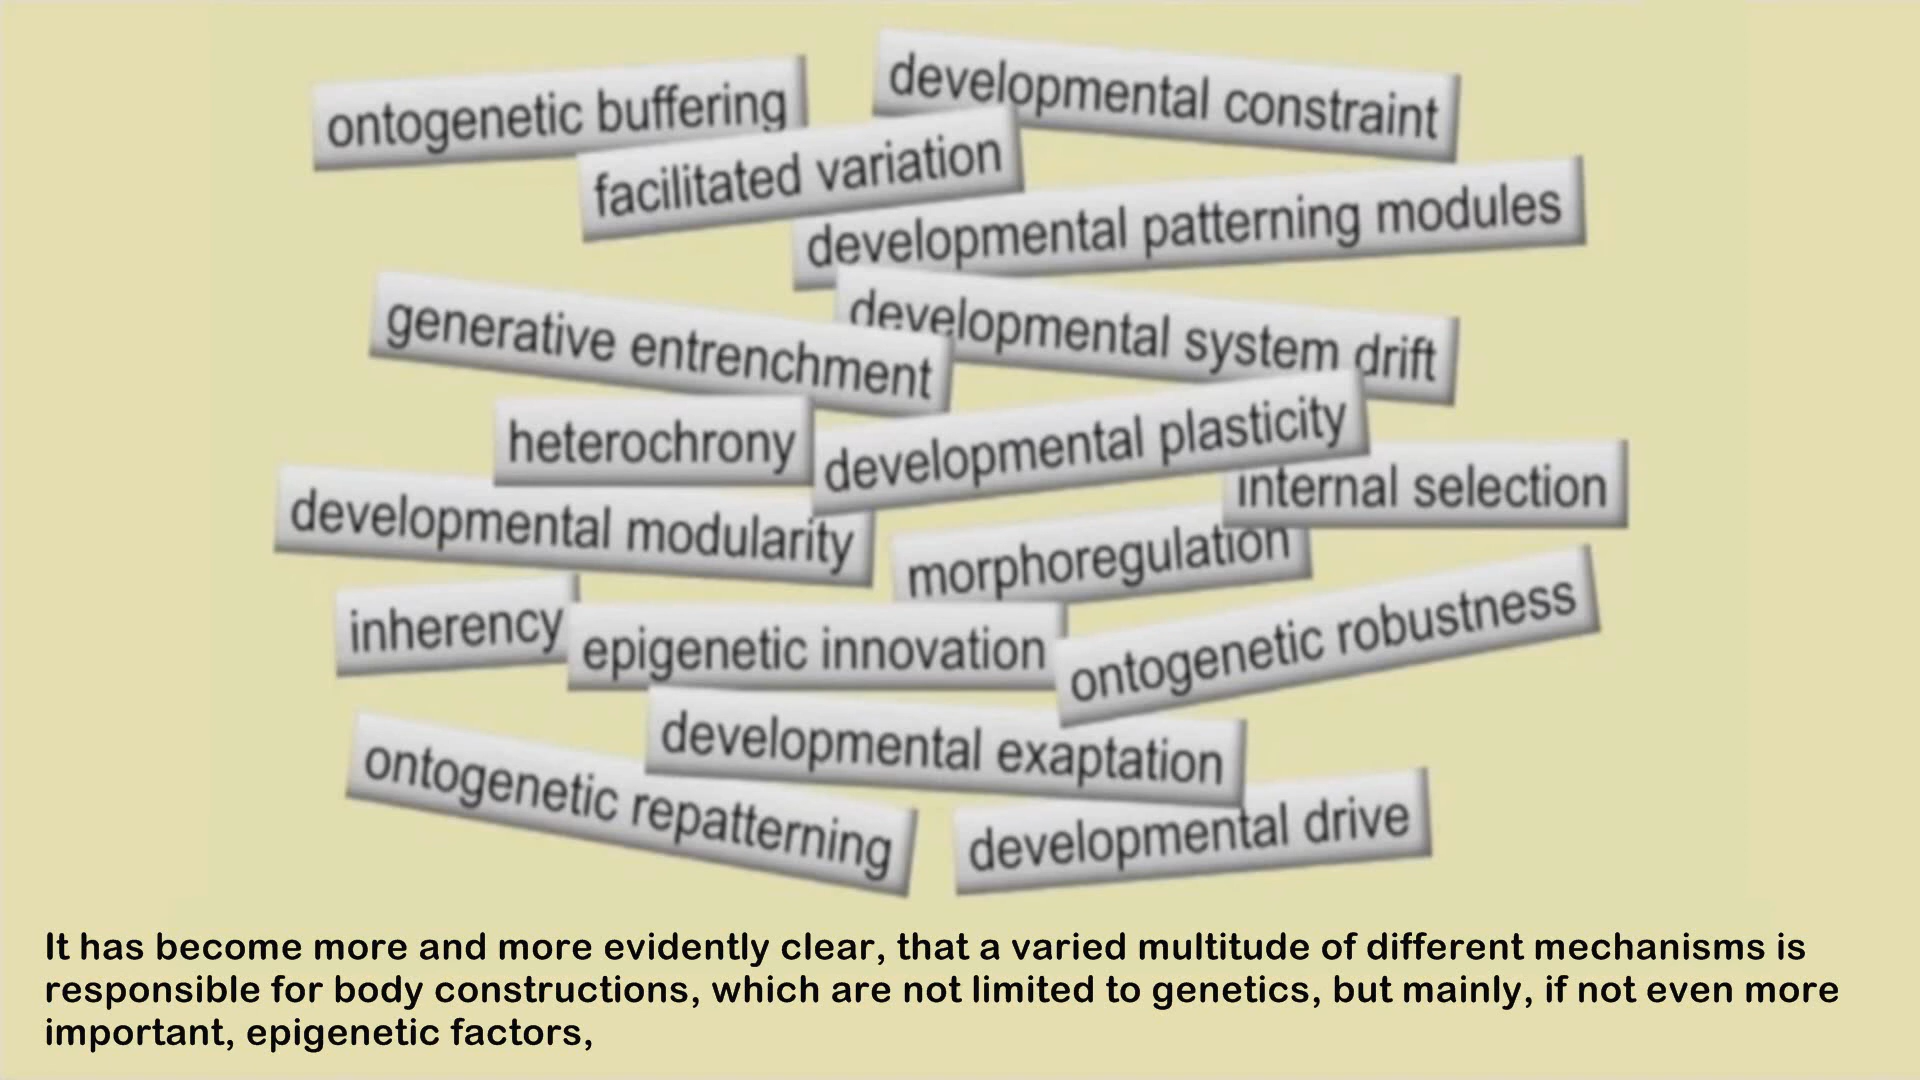 ontogenetic buffering
developmental constraint
facilitated variation
developmental patterning modules
generative entrenchment
developmental system drift
heterochrony
developmental plasticity
internal selection
developmental modularity
morphoregulation
inherency
epigenetic innovation
ontogenetic robustness
developmental exaptation
ontogenetic repatterning
developmental drive
It has become more and more evidently clear, that a varied multitude of different mechanisms is
responsible for body constructions, which are not limited to genetics, but mainly, if not even more
important, epigenetic factors,